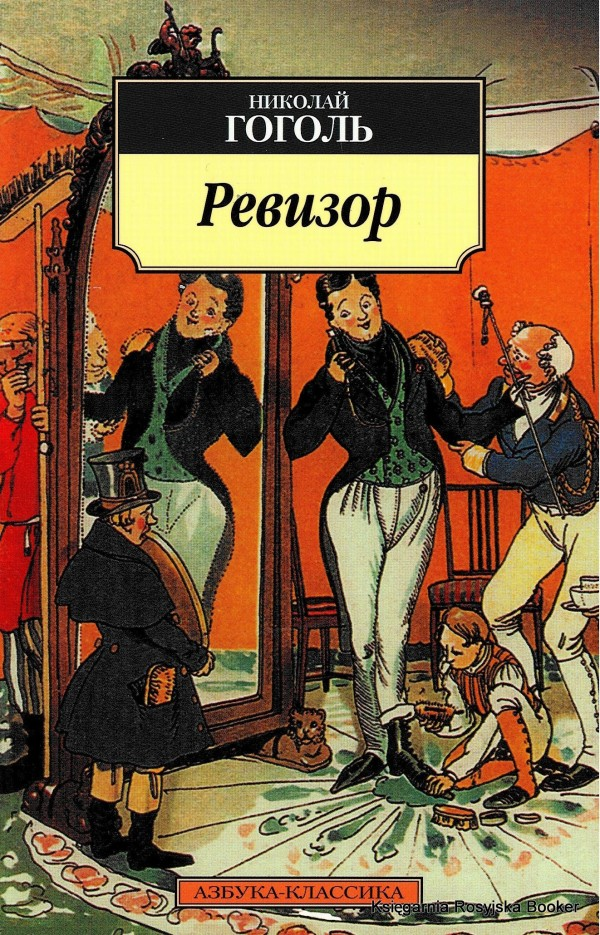 НИКОЛАЙ
ГОГОЛЬ
Ревизор
АЗБУКА-КЛАССИКА
Księgarnia Rosyjska Booker